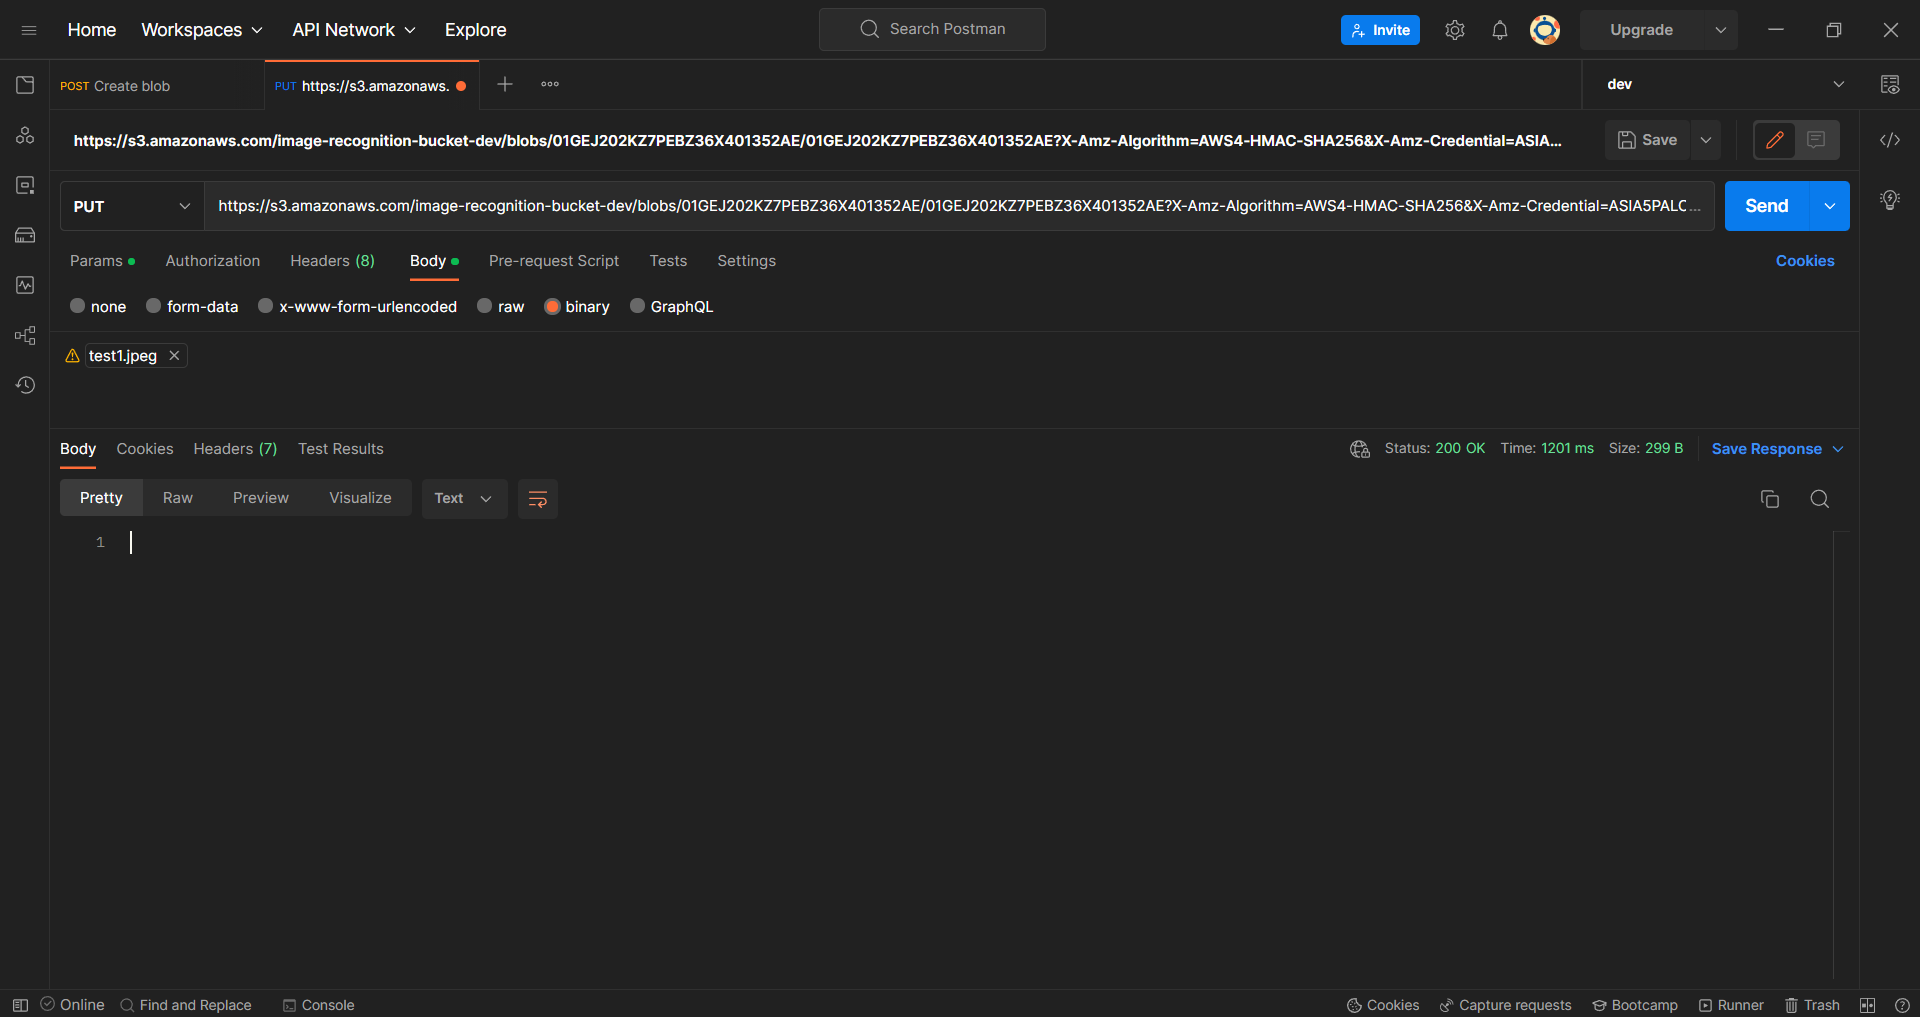 Home Workspaces API Network Explore Search Postman Invite Upgrade
POST Create blob PUT https://s3.amazonaws. dev
https://s3.amazonaws.com/image-recognition-bucket-dev/blobs/01GEJ202KZ7PEBZ36X401352AE/01GEJ202KZ7PEBZ36X401352AE?X-Amz-Algorithm=AWS4-HMAC-SHA256&X-Amz-Credential=ASIA... Save
PUT https://s3.amazonaws.com/image-recognition-bucket-dev/blobs/01GEJ202KZ7PEBZ36X401352AE/01GEJ202KZ7PEBZ36X401352AE?X-Amz-Algorithm=AWS4-HMAC-SHA256&X-Amz-Credential=ASIA5PALC... Send
Params Authorization Headers (8) Body Pre-request Script Tests Settings Cookies
none form-data x-www-form-urlencoded raw binary GraphQL
test1.jpeg
Body Cookies Headers (7) Test Results Status: 200 OK Time: 1201 ms Size: 299 B Save Response
Pretty Raw Preview Visualize Text
1
Online Find and Replace Console Cookies Capture requests Bootcamp Runner Trash